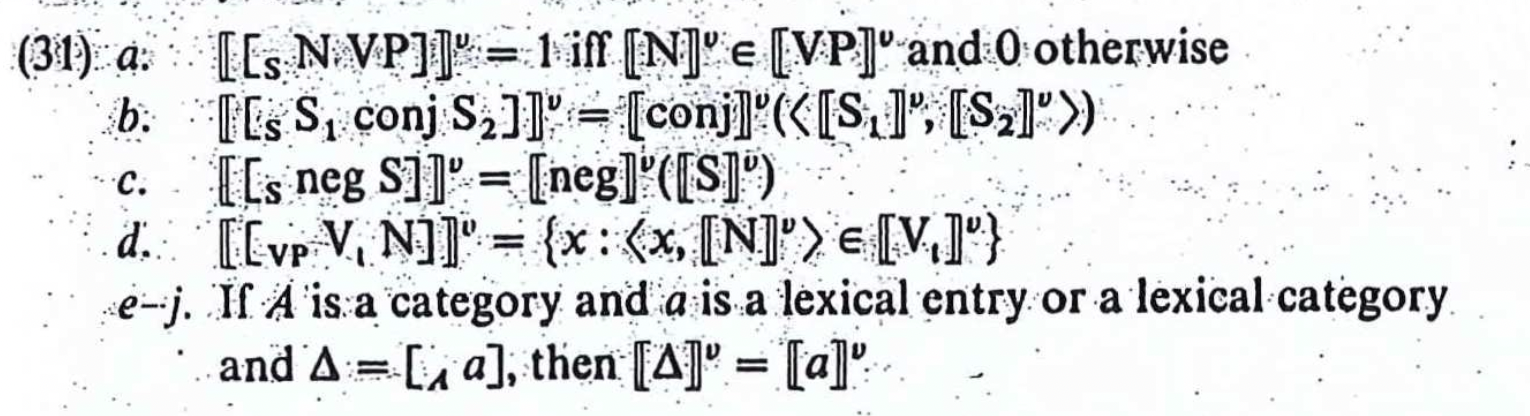 (31) a. ⟦[S N VP]⟧ᵛ = 1 iff ⟦N⟧ᵛ ∈ ⟦VP⟧ᵛ and 0 otherwise
b. ⟦[S S₁ conj S₂]⟧ᵛ = ⟦conj⟧ᵛ(<⟦S₁⟧ᵛ, ⟦S₂⟧ᵛ>)
c. ⟦[S neg S]⟧ᵛ = ⟦neg⟧ᵛ(⟦S⟧ᵛ)
d. ⟦[VP Vₜ N]⟧ᵛ = {x : <x, ⟦N⟧ᵛ> ∈ ⟦Vₜ⟧ᵛ}
e–j. If A is a category and a is a lexical entry or a lexical category
and Δ = [A a], then ⟦Δ⟧ᵛ = ⟦a⟧ᵛ